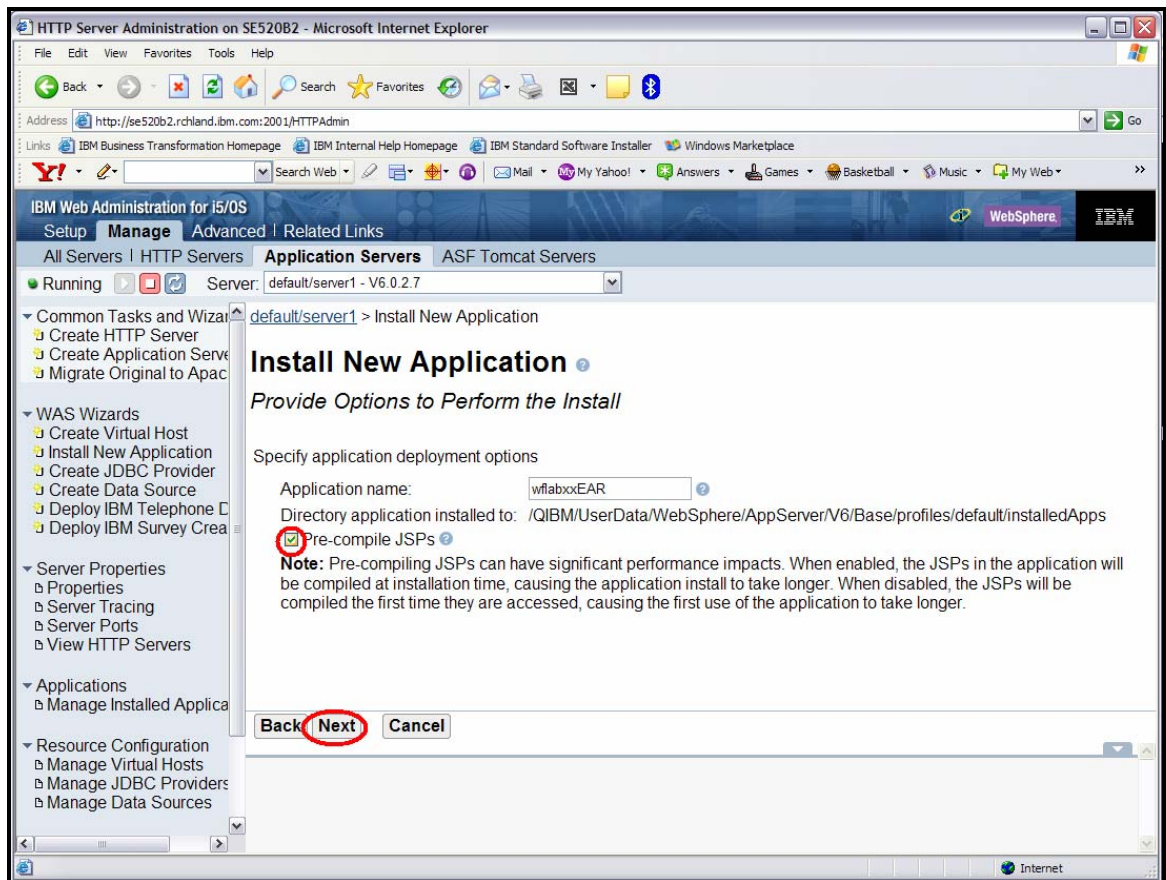 HTTP Server Administration on SE520B2 - Microsoft Internet Explorer
File Edit View Favorites Tools Help
Back Search Favorites
Address http://se520b2.rchland.ibm.com:2001/HTTPAdmin Go
Links IBM Business Transformation Homepage IBM Internal Help Homepage IBM Standard Software Installer Windows Marketplace
Y! Search Web Mail My Yahoo! Answers Games Basketball Music My Web »
IBM Web Administration for i5/OS
WebSphere. IBM
Setup Manage Advanced | Related Links
All Servers | HTTP Servers Application Servers ASF Tomcat Servers
Running Server: default/server1 - V6.0.2.7
Common Tasks and Wizar
Create HTTP Server
Create Application Serve
Migrate Original to Apac
WAS Wizards
Create Virtual Host
Install New Application
Create JDBC Provider
Create Data Source
Deploy IBM Telephone D
Deploy IBM Survey Crea
Server Properties
Properties
Server Tracing
Server Ports
View HTTP Servers
Applications
Manage Installed Applica
Resource Configuration
Manage Virtual Hosts
Manage JDBC Providers
Manage Data Sources
default/server1 > Install New Application
Install New Application
Provide Options to Perform the Install
Specify application deployment options
Application name: wflabxxEAR
Directory application installed to: /QIBM/UserData/WebSphere/AppServer/V6/Base/profiles/default/installedApps
Pre-compile JSPs
Note: Pre-compiling JSPs can have significant performance impacts. When enabled, the JSPs in the application will
be compiled at installation time, causing the application install to take longer. When disabled, the JSPs will be
compiled the first time they are accessed, causing the first use of the application to take longer.
Back Next Cancel
Internet